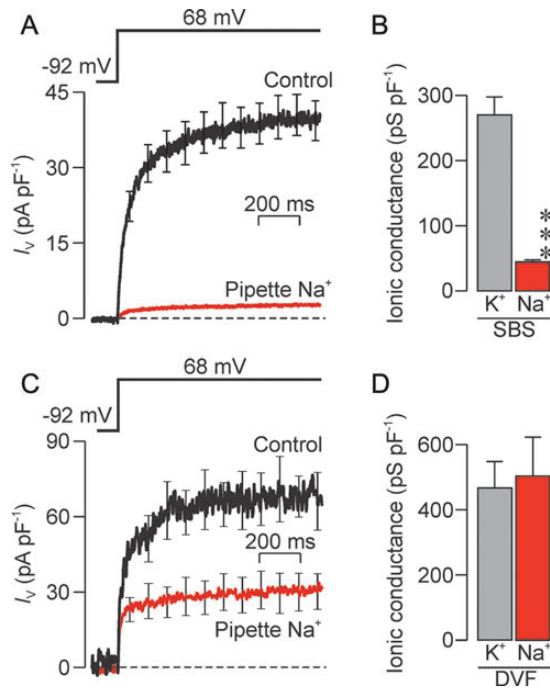 A
68 mV
-92 mV
45
30
15
0
I_V (pA pF⁻¹)
Control
200 ms
Pipette Na⁺
B
300
200
100
0
Ionic conductance (pS pF⁻¹)
***
K⁺ Na⁺
SBS
C
68 mV
-92 mV
90
60
30
0
I_V (pA pF⁻¹)
Control
200 ms
Pipette Na⁺
D
600
400
200
0
Ionic conductance (pS pF⁻¹)
K⁺ Na⁺
DVF